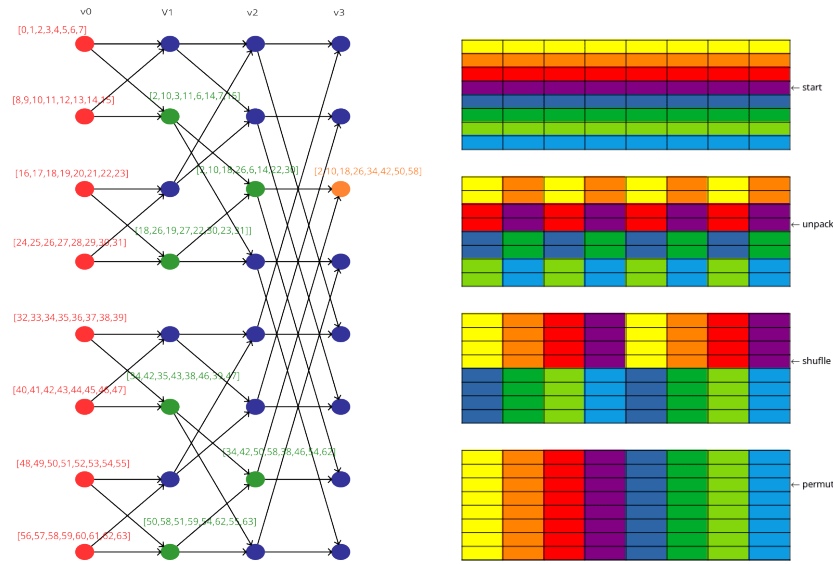 v0
V1
v2
v3
[0,1,2,3,4,5,6,7]
[8,9,10,11,12,13,14,15]
[2,10,3,11,6,14,7,15]
[16,17,18,19,20,21,22,23]
[2,10,18,26,6,14,22,30]
[2,10,18,26,34,42,50,58]
[18,26,19,27,22,30,23,31]]
[24,25,26,27,28,29,30,31]
[32,33,34,35,36,37,38,39]
[34,42,35,43,38,46,39,47]
[40,41,42,43,44,45,46,47]
[34,42,50,58,38,46,54,62]
[48,49,50,51,52,53,54,55]
[50,58,51,59,54,62,55,63]
[56,57,58,59,60,61,62,63]
← start
← unpack
← shuflle
← permut